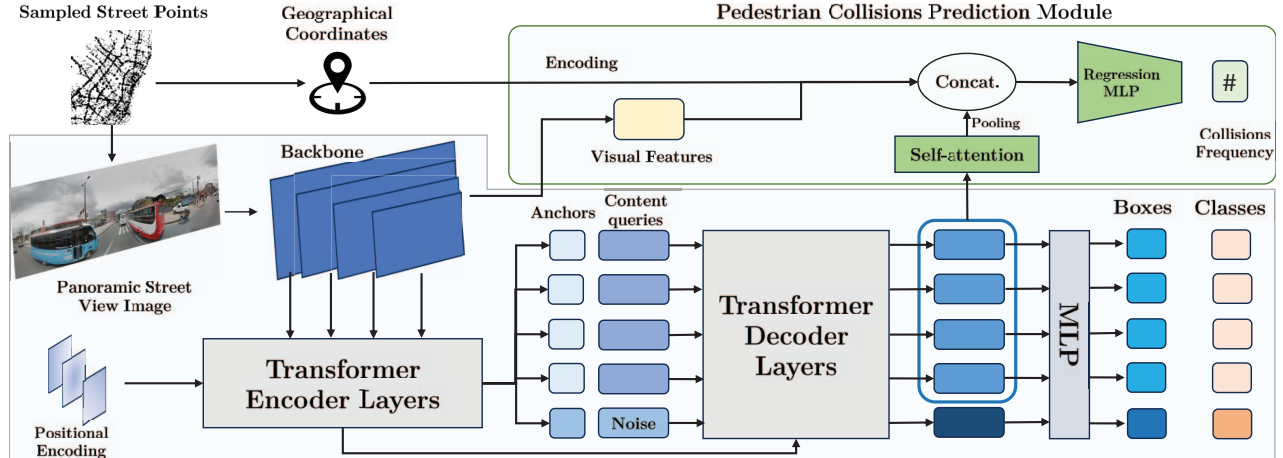 Sampled Street Points
Geographical
Coordinates
Pedestrian Collisions Prediction Module
Encoding
Visual Features
Concat.
Pooling
Self-attention
Regression
MLP
#
Collisions
Frequency
Backbone
Panoramic Street
View Image
Positional
Encoding
Transformer
Encoder Layers
Anchors
Content
queries
Noise
Transformer
Decoder
Layers
MLP
Boxes
Classes